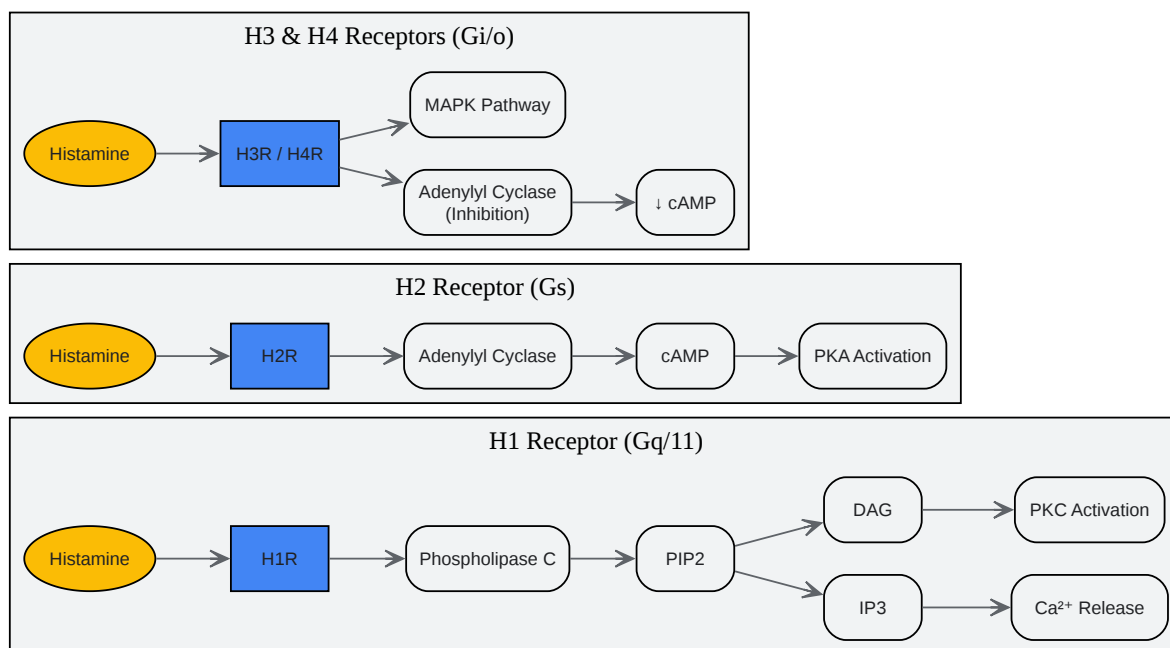 H3 & H4 Receptors (Gi/o)
MAPK Pathway
Histamine
H3R / H4R
Adenylyl Cyclase
(Inhibition)
↓ cAMP
H2 Receptor (Gs)
Histamine
H2R
Adenylyl Cyclase
cAMP
PKA Activation
H1 Receptor (Gq/11)
DAG
PKC Activation
Histamine
H1R
Phospholipase C
PIP2
IP3
Ca²⁺ Release